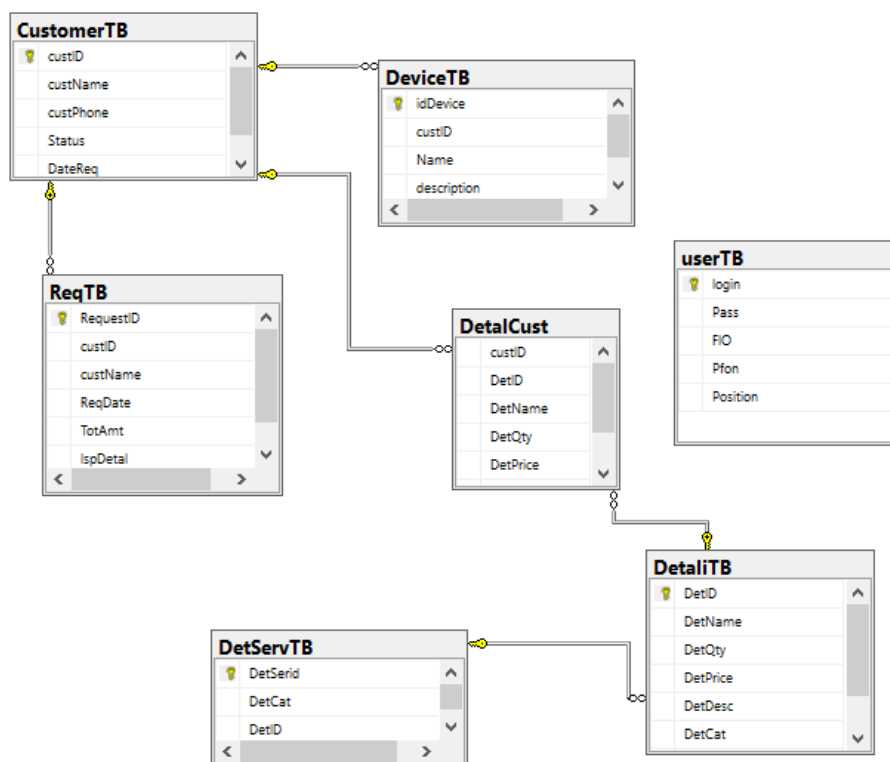 CustomerTB
custID
custName
custPhone
Status
DateReq
DeviceTB
idDevice
custID
Name
description
ReqTB
RequestID
custID
custName
ReqDate
TotAmt
IspDetal
DetalCust
custID
DetID
DetName
DetQty
DetPrice
userTB
login
Pass
FIO
Pfon
Position
DetServTB
DetSerid
DetCat
DetID
DetaliTB
DetID
DetName
DetQty
DetPrice
DetDesc
DetCat